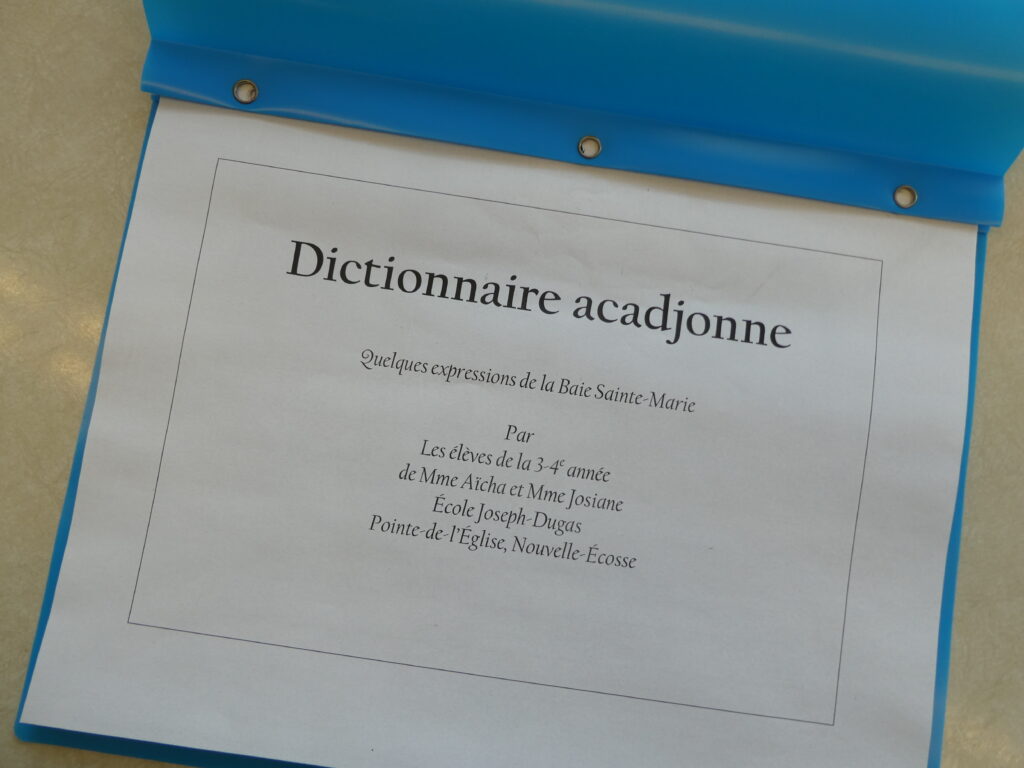 Dictionnaire acadjonne
Quelques expressions de la Baie Sainte-Marie
Par
Les élèves de la 3-4e année
de Mme Aïcha et Mme Josiane
École Joseph-Dugas
Pointe-de-l'Église, Nouvelle-Écosse